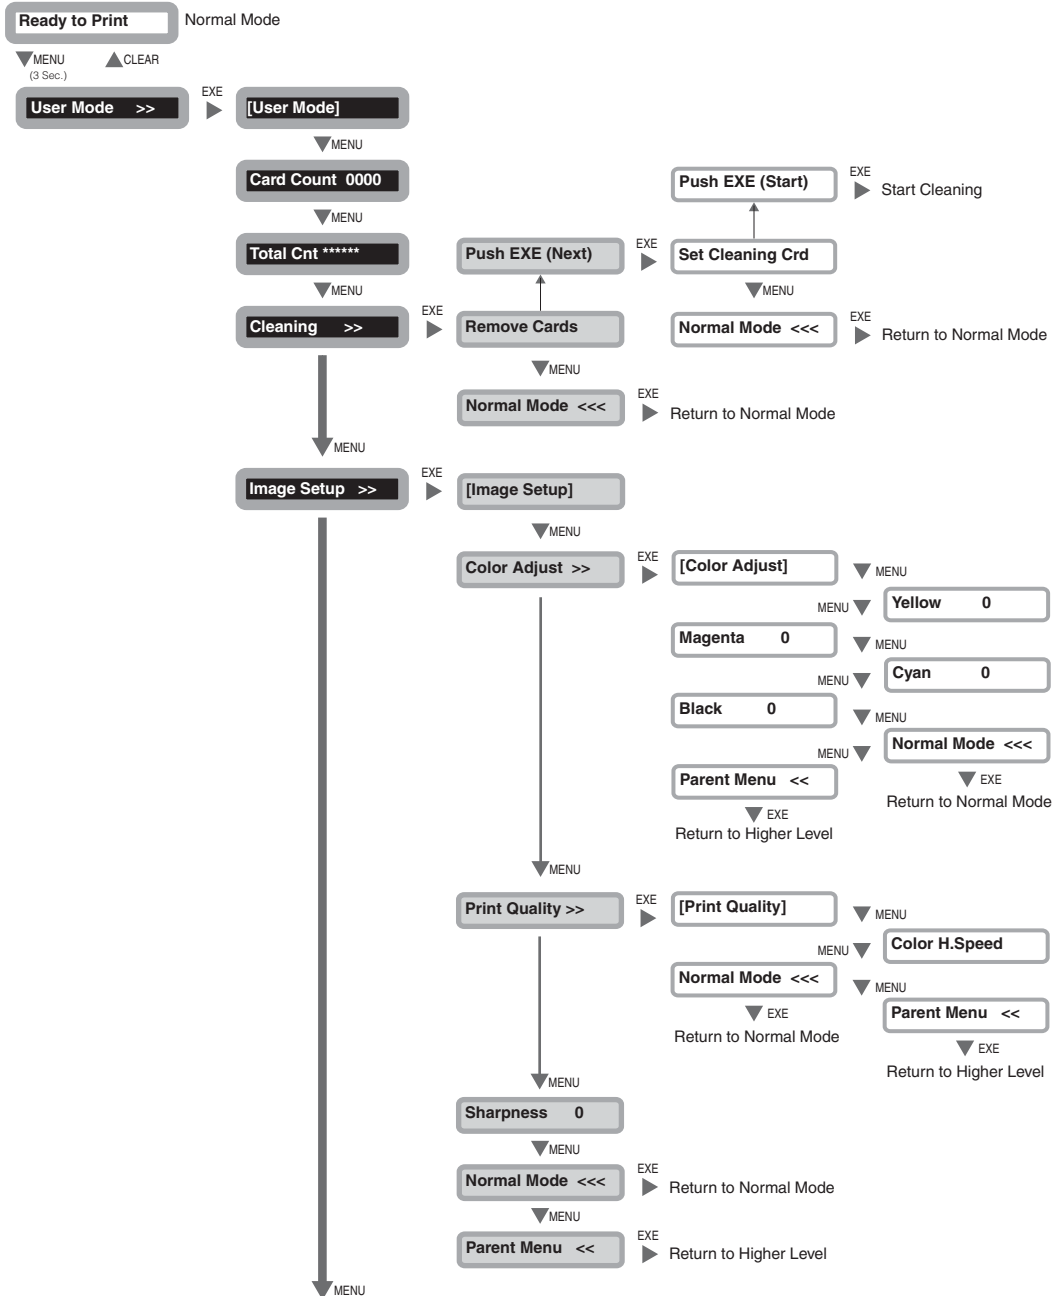 Ready to Print
Normal Mode
MENU
(3 Sec.)
CLEAR
User Mode >>
EXE
[User Mode]
MENU
Card Count 0000
MENU
Total Cnt ******
MENU
Cleaning >>
EXE
Remove Cards
Push EXE (Next)
EXE
Set Cleaning Crd
Push EXE (Start)
EXE
Start Cleaning
MENU
Normal Mode <<<
EXE
Return to Normal Mode
MENU
Normal Mode <<<
EXE
Return to Normal Mode
MENU
Image Setup >>
EXE
[Image Setup]
MENU
Color Adjust >>
EXE
[Color Adjust]
MENU
Yellow 0
MENU
Magenta 0
MENU
Cyan 0
MENU
Black 0
MENU
Normal Mode <<<
EXE
Return to Normal Mode
MENU
Parent Menu <<
EXE
Return to Higher Level
MENU
Print Quality >>
EXE
[Print Quality]
MENU
Color H.Speed
MENU
Normal Mode <<<
EXE
Return to Normal Mode
MENU
Parent Menu <<
EXE
Return to Higher Level
MENU
Sharpness 0
MENU
Normal Mode <<<
EXE
Return to Normal Mode
MENU
Parent Menu <<
EXE
Return to Higher Level
MENU